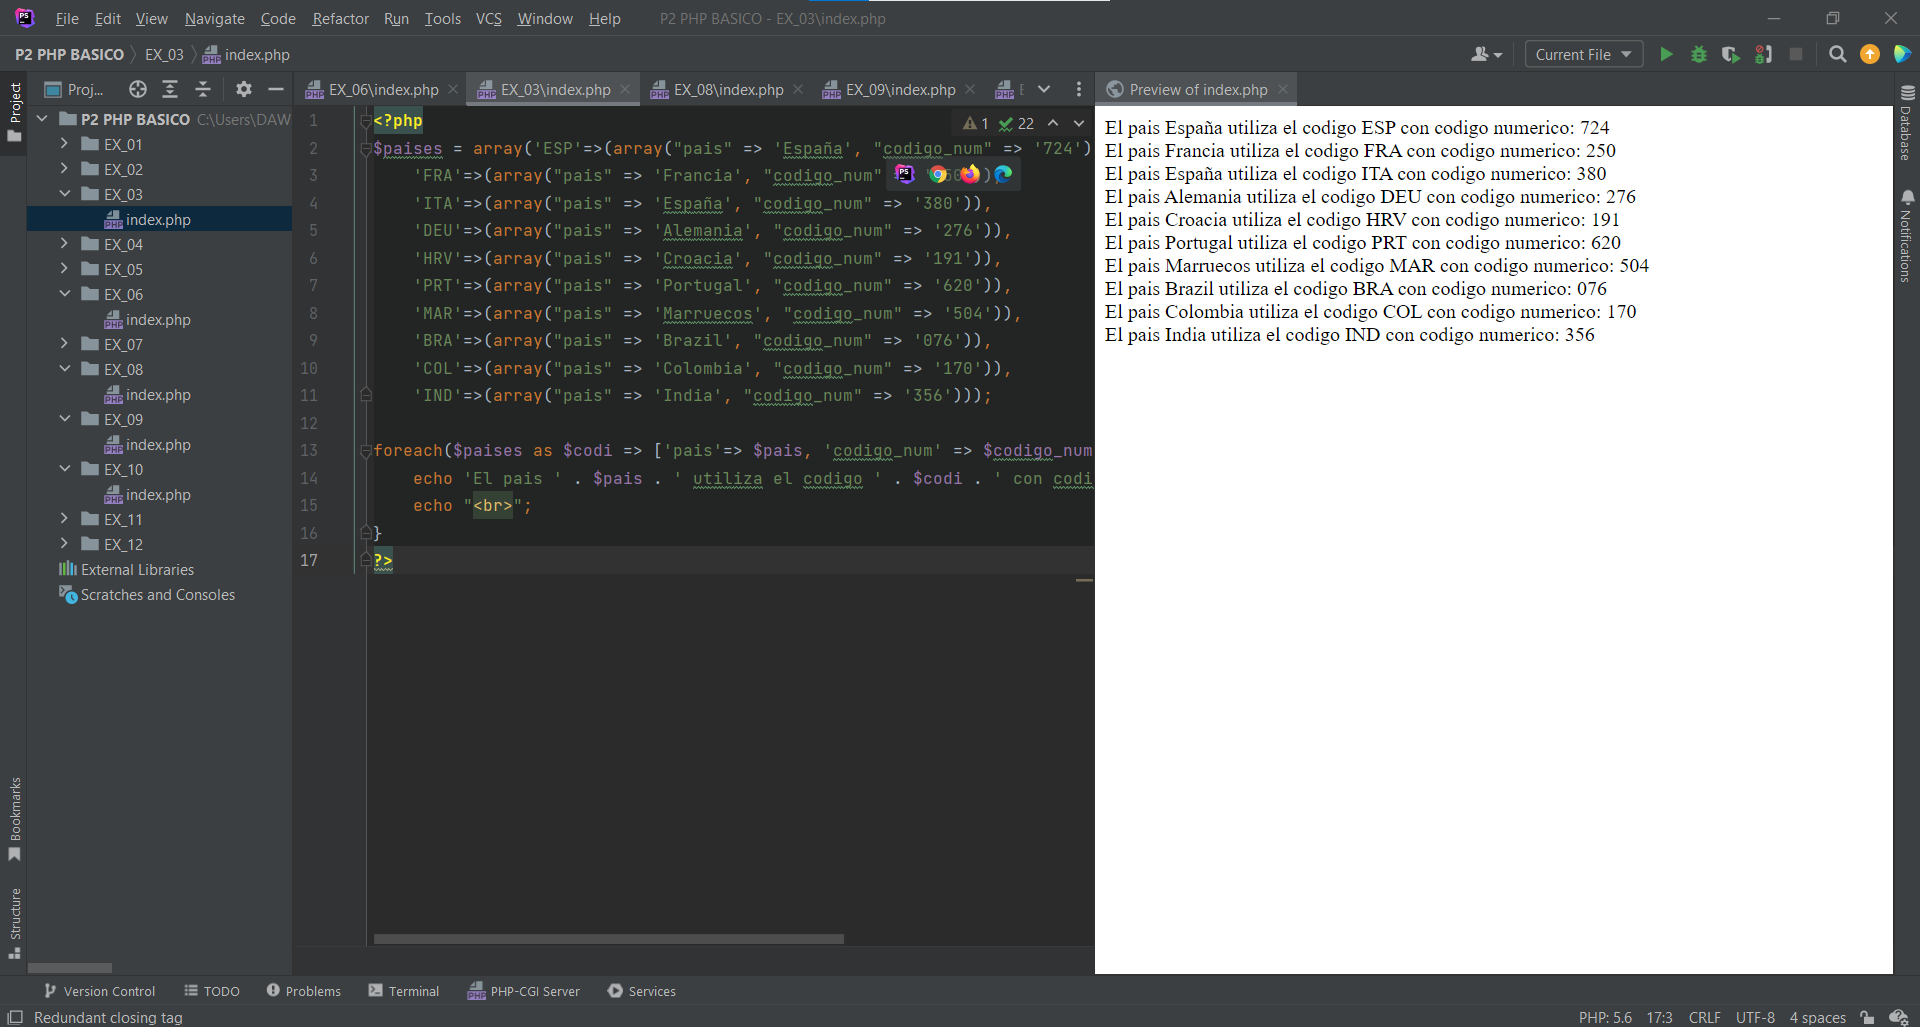 File Edit View Navigate Code Refactor Run Tools VCS Window Help P2 PHP BASICO - EX_03\index.php
P2 PHP BASICO EX_03 index.php Current File
Project
Proj...
EX_06\index.php EX_03\index.php EX_08\index.php EX_09\index.php
Preview of index.php
P2 PHP BASICO C:\Users\DAW
EX_01
EX_02
EX_03
index.php
EX_04
EX_05
EX_06
index.php
EX_07
EX_08
index.php
EX_09
index.php
EX_10
index.php
EX_11
EX_12
External Libraries
Scratches and Consoles
Bookmarks
Structure
1 <?php
2 $paises = array('ESP'=>(array("pais" => 'España', "codigo_num" => '724')
3 'FRA'=>(array("pais" => 'Francia', "codigo_num"
4 'ITA'=>(array("pais" => 'España', "codigo_num" => '380')),
5 'DEU'=>(array("pais" => 'Alemania', "codigo_num" => '276')),
6 'HRV'=>(array("pais" => 'Croacia', "codigo_num" => '191')),
7 'PRT'=>(array("pais" => 'Portugal', "codigo_num" => '620')),
8 'MAR'=>(array("pais" => 'Marruecos', "codigo_num" => '504')),
9 'BRA'=>(array("pais" => 'Brazil', "codigo_num" => '076')),
10 'COL'=>(array("pais" => 'Colombia', "codigo_num" => '170')),
11 'IND'=>(array("pais" => 'India', "codigo_num" => '356')));
12
13 foreach($paises as $codi => ['pais'=> $pais, 'codigo_num' => $codigo_num
14 echo 'El pais ' . $pais . ' utiliza el codigo ' . $codi . ' con codi
15 echo "<br>";
16 }
17 ?>
1 22
El pais España utiliza el codigo ESP con codigo numerico: 724
El pais Francia utiliza el codigo FRA con codigo numerico: 250
El pais España utiliza el codigo ITA con codigo numerico: 380
El pais Alemania utiliza el codigo DEU con codigo numerico: 276
El pais Croacia utiliza el codigo HRV con codigo numerico: 191
El pais Portugal utiliza el codigo PRT con codigo numerico: 620
El pais Marruecos utiliza el codigo MAR con codigo numerico: 504
El pais Brazil utiliza el codigo BRA con codigo numerico: 076
El pais Colombia utiliza el codigo COL con codigo numerico: 170
El pais India utiliza el codigo IND con codigo numerico: 356
Database
Notifications
Version Control TODO Problems Terminal PHP-CGI Server Services
Redundant closing tag PHP: 5.6 17:3 CRLF UTF-8 4 spaces